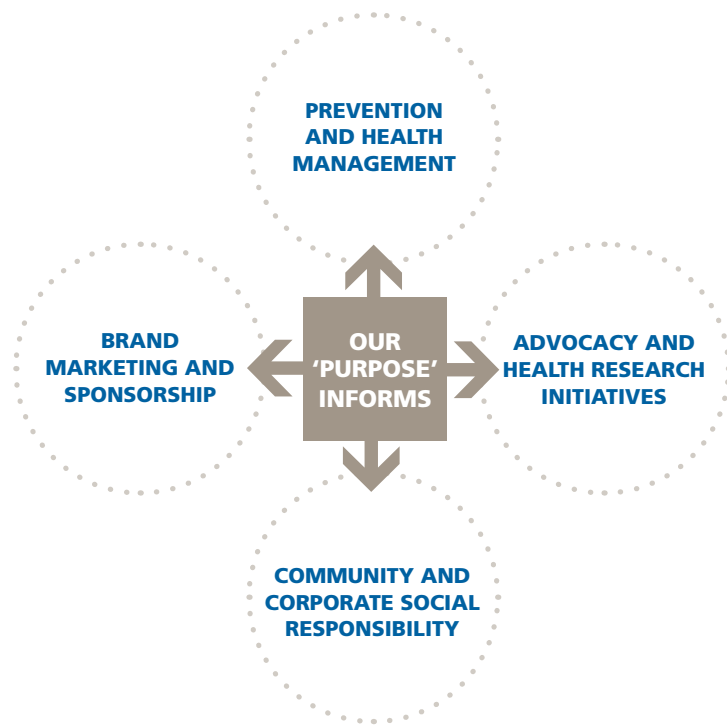 PREVENTION
AND HEALTH
MANAGEMENT
BRAND
MARKETING AND
SPONSORSHIP
OUR
‘PURPOSE’
INFORMS
ADVOCACY AND
HEALTH RESEARCH
INITIATIVES
COMMUNITY AND
CORPORATE SOCIAL
RESPONSIBILITY